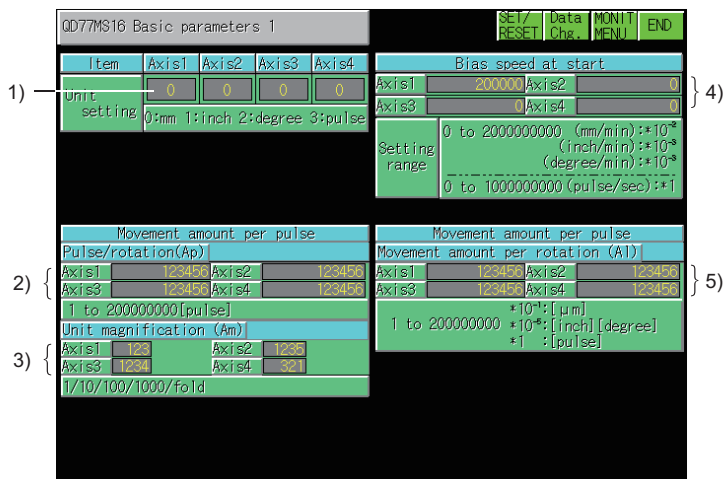 QD77MS16 Basic parameters 1
SET/ RESET
Data Chg.
MONIT MENU
END
Item Axis1 Axis2 Axis3 Axis4
1)
Unit setting 0 0 0 0
0:mm 1:inch 2:degree 3:pulse
Bias speed at start
Axis1 200000 Axis2 0
Axis3 0 Axis4 0
4)
Setting range
0 to 2000000000 (mm/min):*10⁻²
(inch/min):*10⁻³
(degree/min):*10⁻³
0 to 1000000000(pulse/sec):*1
Movement amount per pulse
Pulse/rotation(Ap)
2)
Axis1 123456 Axis2 123456
Axis3 123456 Axis4 123456
1 to 200000000[pulse]
Unit magnification (Am)
3)
Axis1 123 Axis2 1235
Axis3 1234 Axis4 321
1/10/100/1000/fold
Movement amount per pulse
Movement amount per rotation (Al)
Axis1 123456 Axis2 123456
Axis3 123456 Axis4 123456
5)
*10⁻¹:[μm]
1 to 200000000 *10⁻⁵:[inch][degree]
*1 :[pulse]